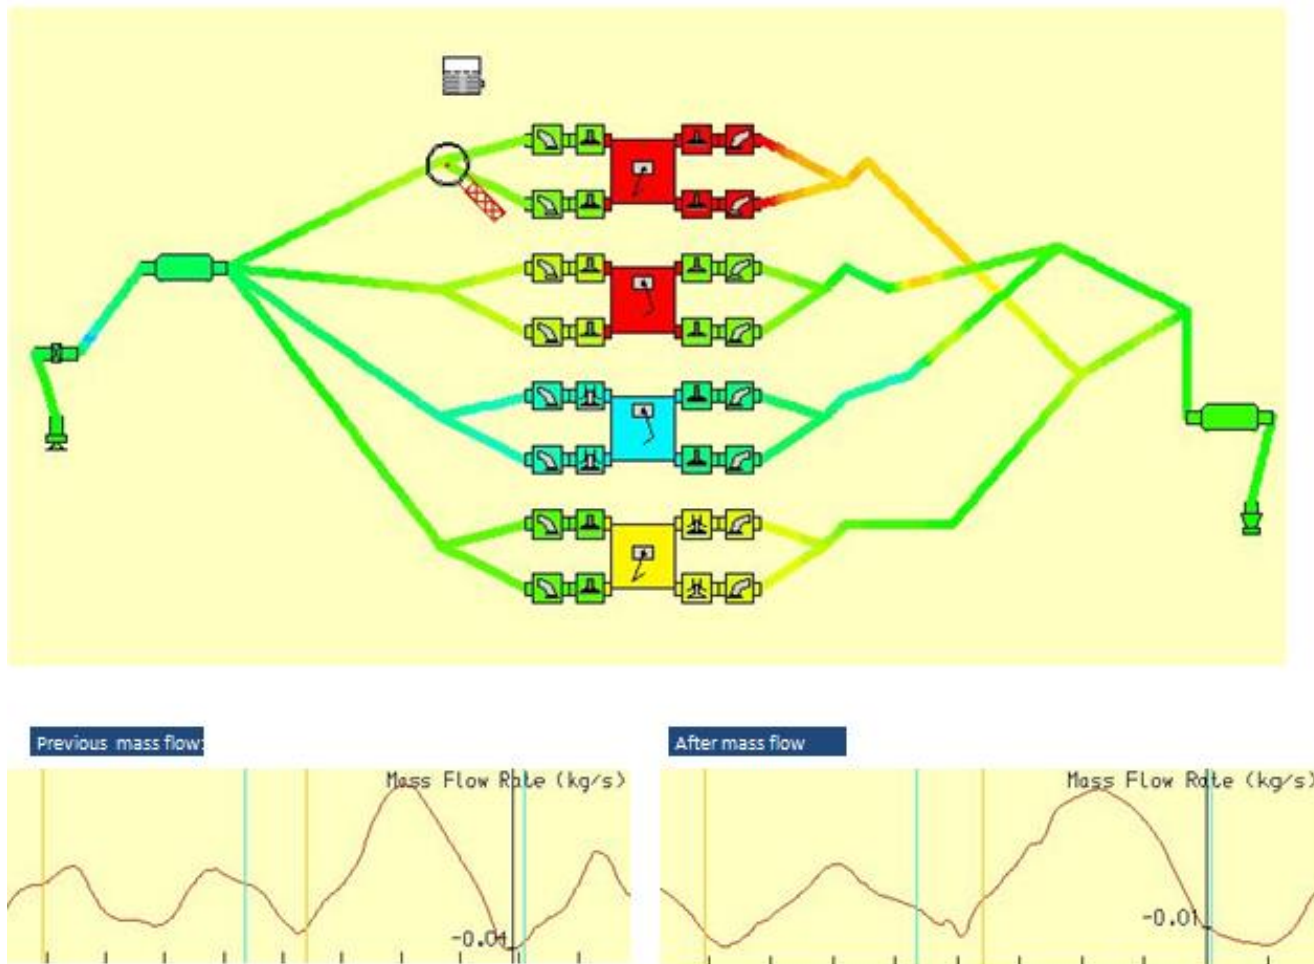 Previous mass flow:
After mass flow
Mass Flow Rate (kg/s)
-0.04
Mass Flow Rate (kg/s)
-0.01